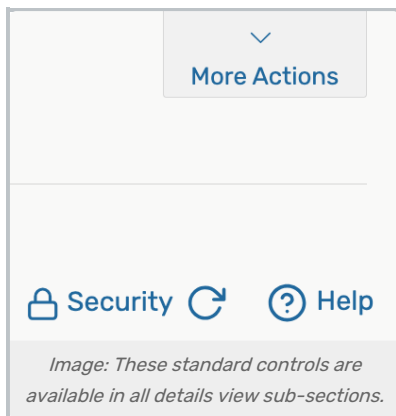 More Actions
Security Help
Image: These standard controls are
available in all details view sub-sections.